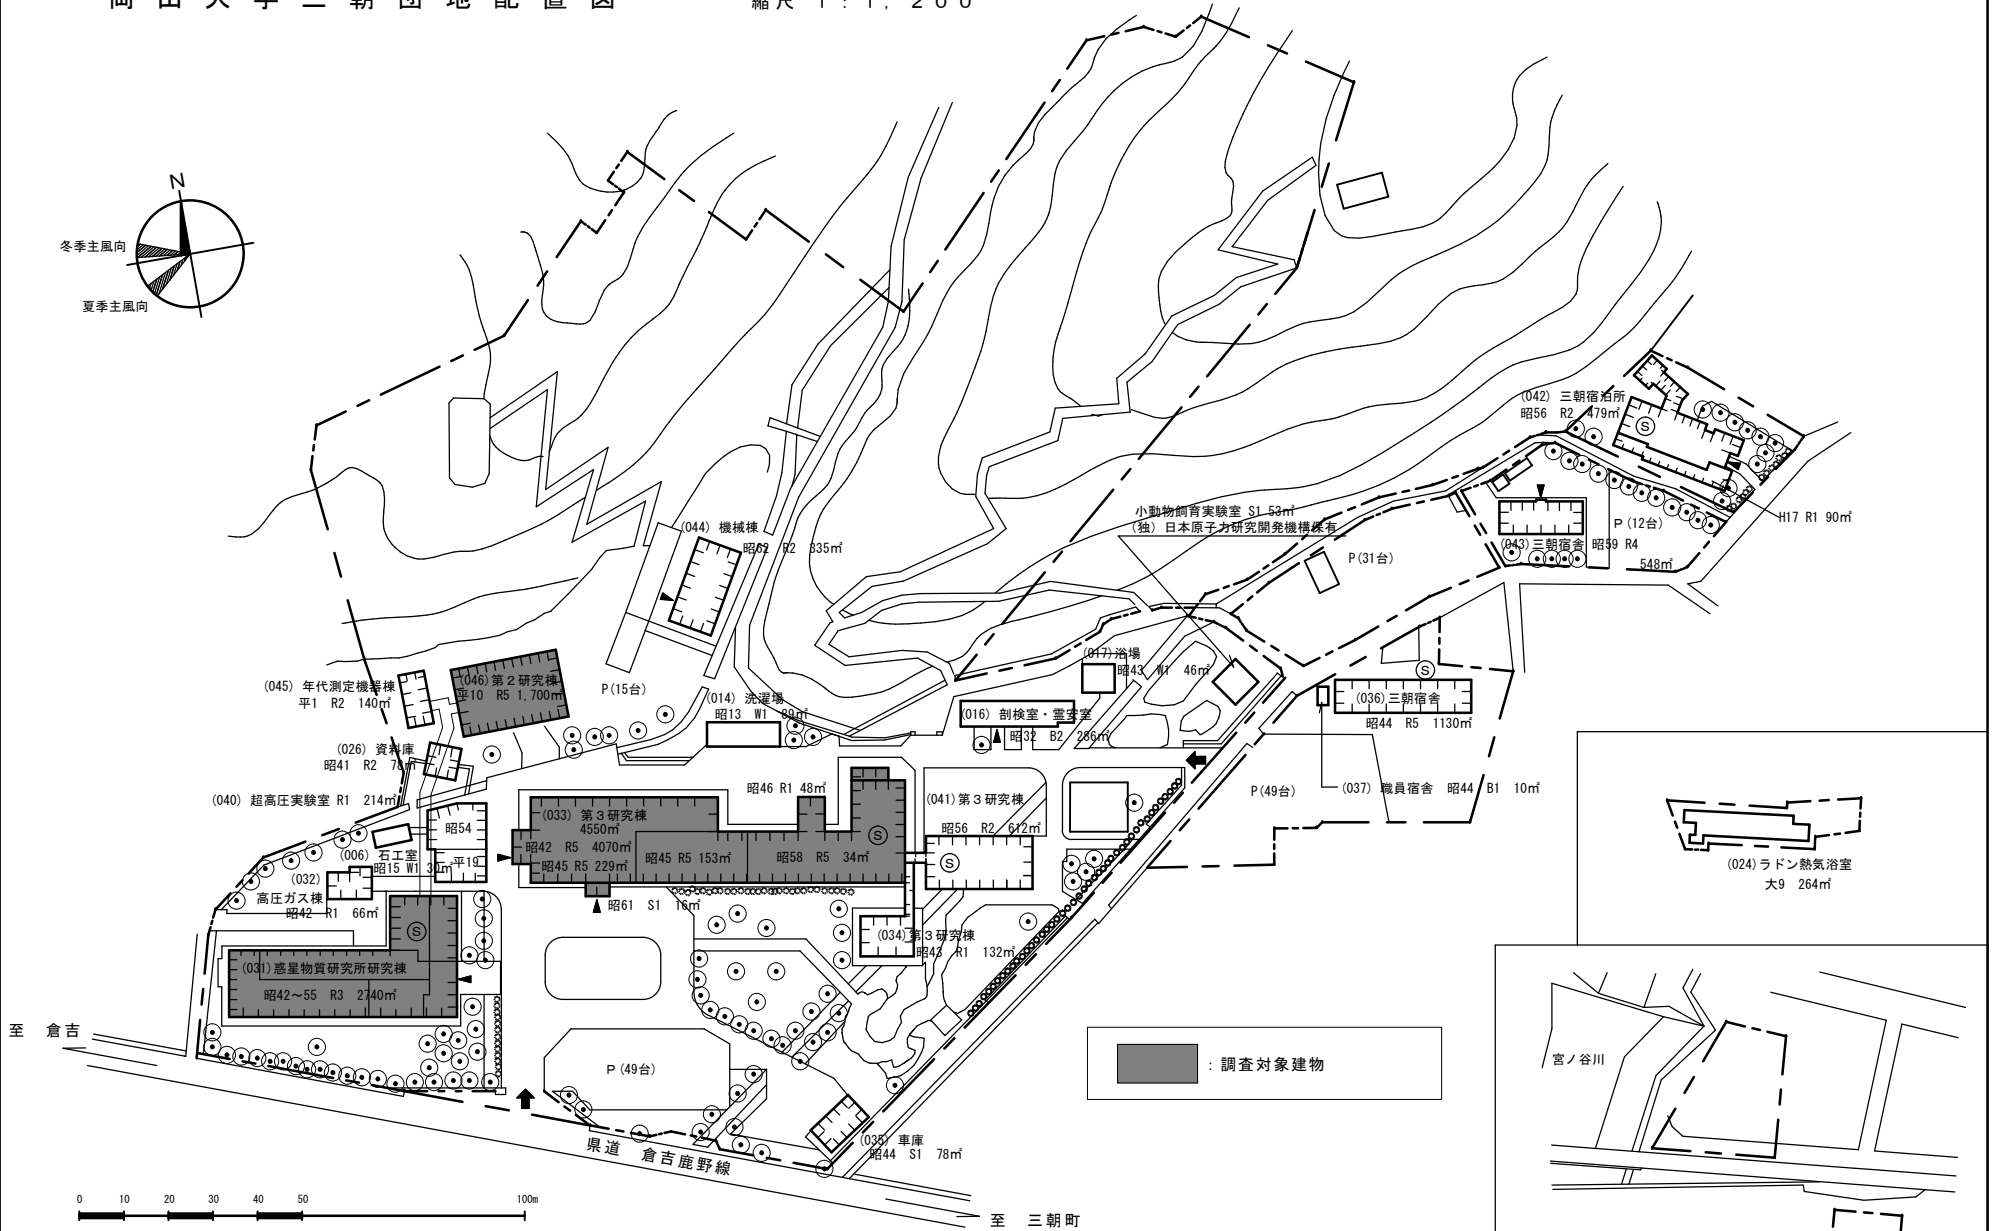 岡山大学三朝団地配置図
縮尺 1:1,200
N
冬季主風向
夏季主風向
(042) 三朝宿泊所
昭56 R2 479㎡
S
H17 R1 90㎡
P(12台)
(043)三朝宿舎 昭59 R4
548㎡
小動物飼育実験室 S1 53㎡
(独)日本原子力研究開発機構保有
P(31台)
(044) 機械棟
昭62 R2 335㎡
(017)浴場
昭43 W1 46㎡
S
(036)三朝宿舎
昭44 R5 1130㎡
(045) 年代測定機器棟
平1 R2 140㎡
(046)第2研究棟
平10 R5 1,700㎡
P(15台)
(014) 洗濯場
昭13 W1 89㎡
(016) 剖検室・霊安室
昭32 B2 286㎡
(026) 資料庫
昭41 R2 78㎡
P(49台)
(037) 職員宿舎 昭44 B1 10㎡
(040) 超高圧実験室 R1 214㎡
昭54
平19
昭46 R1 48㎡
(033) 第3研究棟
4550㎡
昭42 R5 4070㎡
昭45 R5 229㎡
昭45 R5 153㎡
昭58 R5 34㎡
S
(041)第3研究棟
昭56 R2 612㎡
S
(006) 石工室
昭15 W1 30㎡
(032)
高圧ガス棟
昭42 R1 66㎡
昭61 S1 16㎡
(034)第3研究棟
昭43 R1 132㎡
(024)ラドン熱気浴室
大9 264㎡
S
(031)惑星物質研究所研究棟
昭42～55 R3 2740㎡
至 倉吉
P(49台)
：調査対象建物
宮ノ谷川
(035) 車庫
昭44 S1 78㎡
県道 倉吉鹿野線
至 三朝町
0 10 20 30 40 50 100m